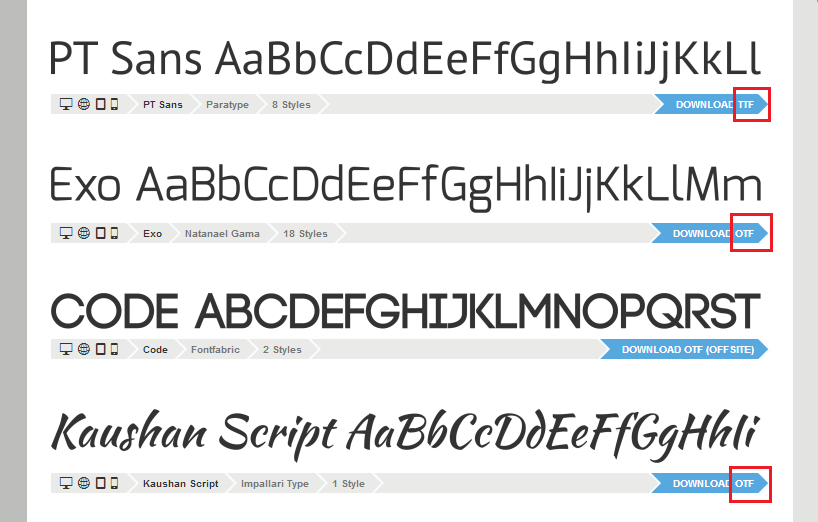 PT Sans AaBbCcDdEeFfGgHhIiJjKkLl
PT Sans Paratype 8 Styles DOWNLOAD TTF
Exo AaBbCcDdEeFfGgHhIiJjKkLlMm
Exo Natanael Gama 18 Styles DOWNLOAD OTF
CODE ABCDEFGHIJKLMNOPQRST
Code Fontfabric 2 Styles DOWNLOAD OTF (OFFSITE)
Kaushan Script AaBbCcDdEeFfGgHhIi
Kaushan Script Impallari Type 1 Style DOWNLOAD OTF